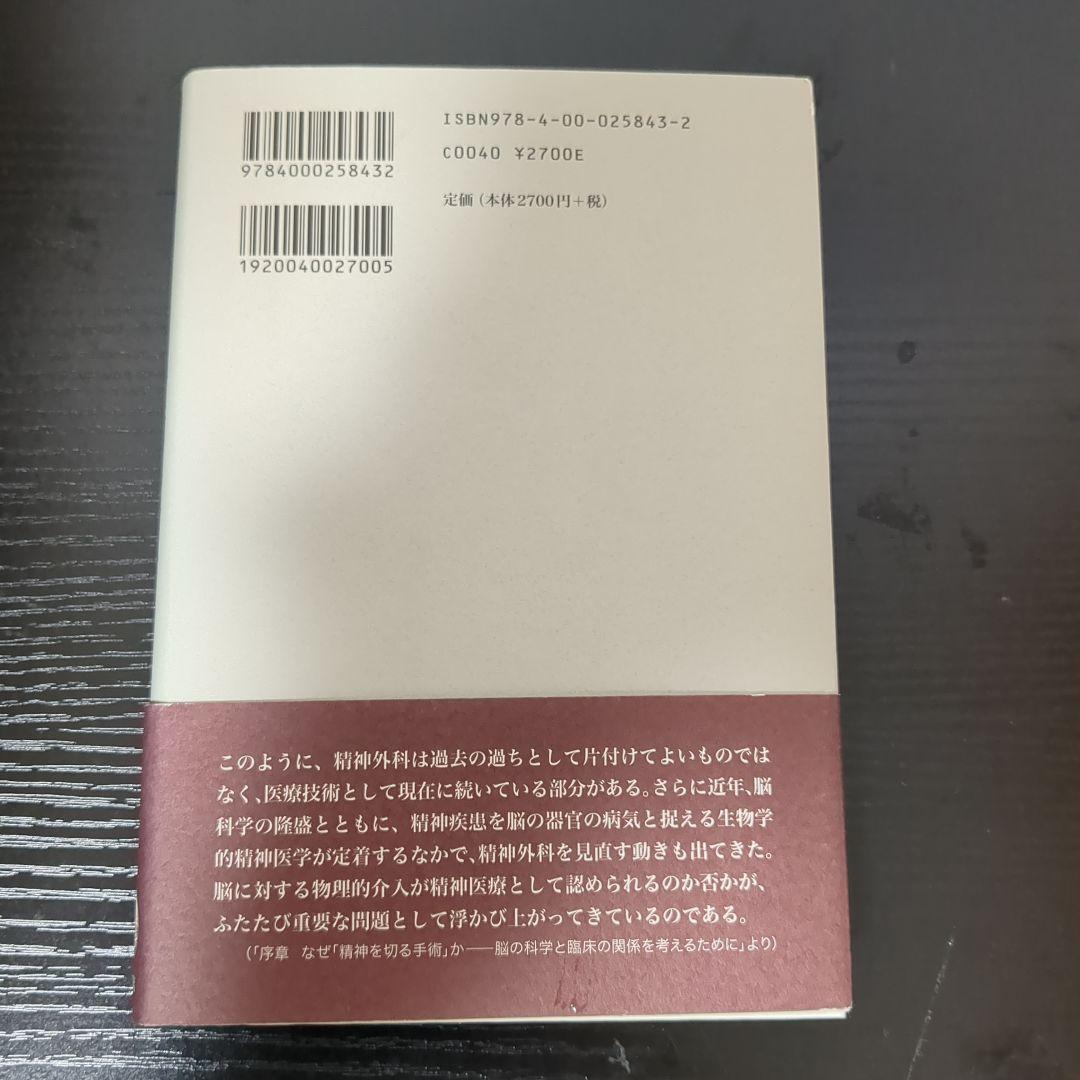 9784000258432
1920040027005
ISBN978-4-00-025843-2
C0040 ¥2700E
定価(本体2700円+税)
このように、精神外科は過去の過ちとして片付けてよいものでは
なく、医療技術として現在に続いている部分がある。さらに近年、脳
科学の隆盛とともに、精神疾患を脳の器官の病気と捉える生物学
的精神医学が定着するなかで、精神外科を見直す動きも出てきた。
脳に対する物理的介入が精神医療として認められるのか否かが、
ふたたび重要な問題として浮かび上がってきているのである。
(「序章 なぜ「精神を切る手術」か──脳の科学と臨床の関係を考えるために」より)